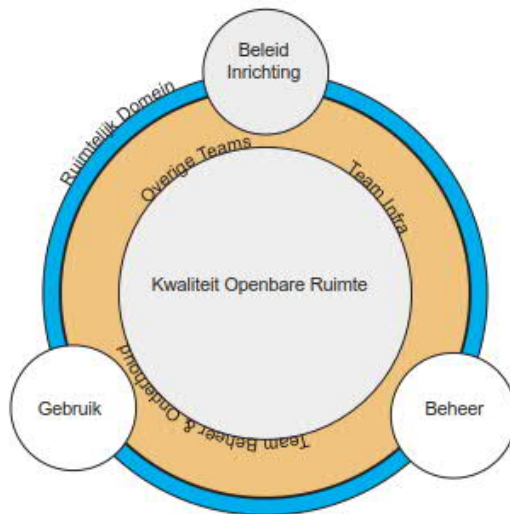 Beleid
Inrichting
Ruimtelijk Domein
Overige Teams
Team Infra
Kwaliteit Openbare Ruimte
Gebruik
Team Beheer & Onderhoud
Beheer